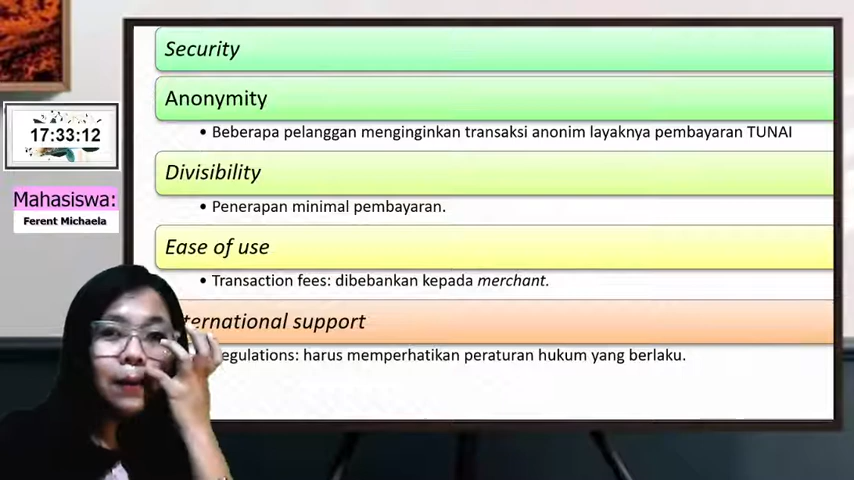 Security
Anonymity
• Beberapa pelanggan menginginkan transaksi anonim layaknya pembayaran TUNAI
17:33:12
Divisibility
Mahasiswa:
• Penerapan minimal pembayaran.
Ferent Michaela
Ease of use
• Transaction fees: dibebankan kepada merchant.
ternational support
egulations: harus memperhatikan peraturan hukum yang berlaku.